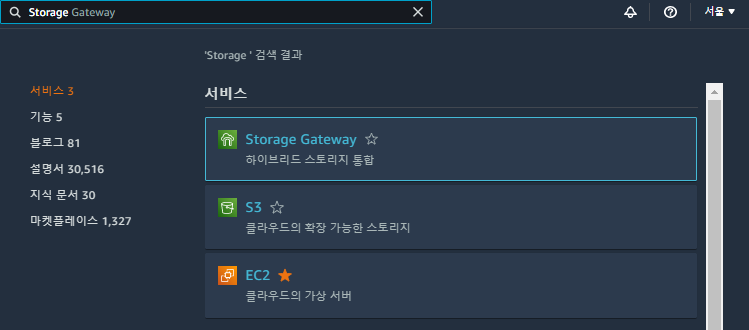 Storage Gateway
서울
'Storage ' 검색 결과
서비스 3
기능 5
블로그 81
설명서 30,516
지식 문서 30
마켓플레이스 1,327
서비스
Storage Gateway
하이브리드 스토리지 통합
S3
클라우드의 확장 가능한 스토리지
EC2
클라우드의 가상 서버